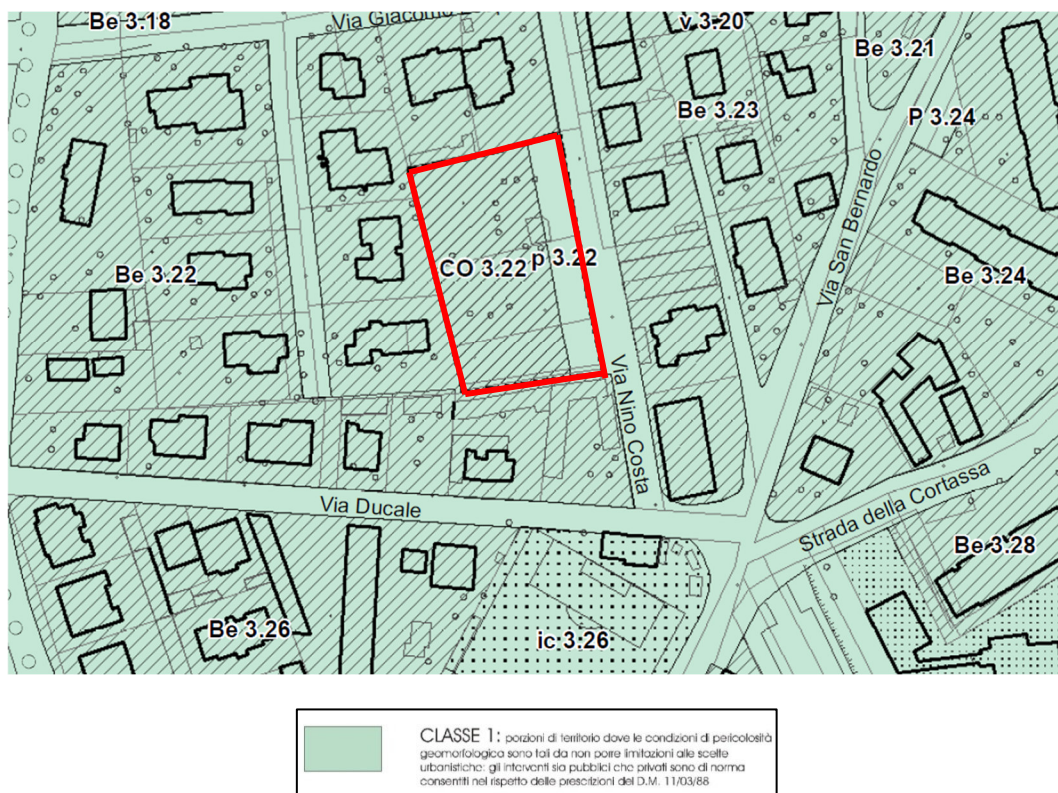 Be 3.18
Via Giacomo
v 3.20
Be 3.21
Be 3.23
P 3.24
Via San Bernardo
Be 3.22
CO 3.22
p 3.22
Be 3.24
Via Nino Costa
Via Ducale
Strada della Cortassa
Be 3.28
Be 3.26
ic 3.26
CLASSE 1: porzioni di territorio dove le condizioni di pericolosità
geomorfologica sono tali da non porre limitazioni alle scelte
urbanistiche: gli interventi sia pubblici che privati sono di norma
consentiti nel rispetto delle prescrizioni del D.M. 11/03/88